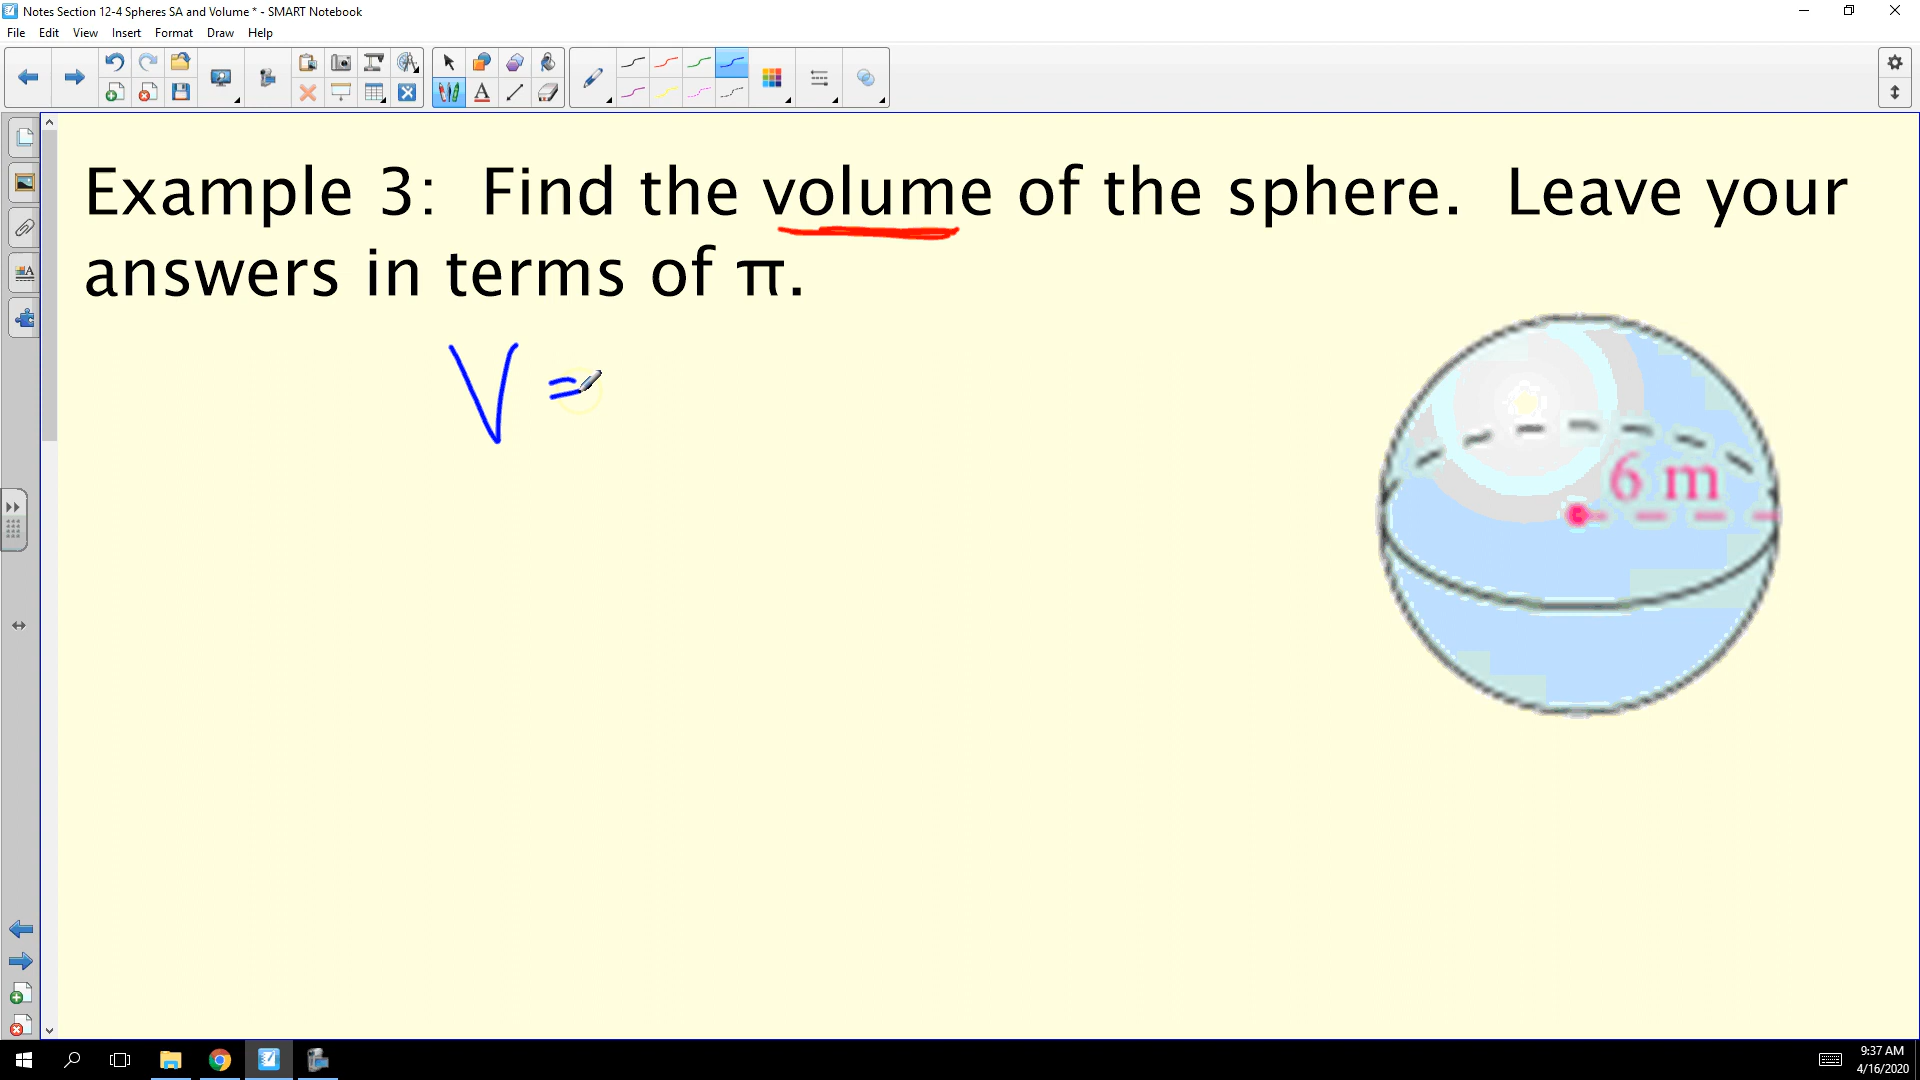 Notes Section 12-4 Spheres SA and Volume * - SMART Notebook
File Edit View Insert Format Draw Help
Example 3: Find the volume of the sphere. Leave your
answers in terms of π.
V =
6 m
9:37 AM
4/16/2020